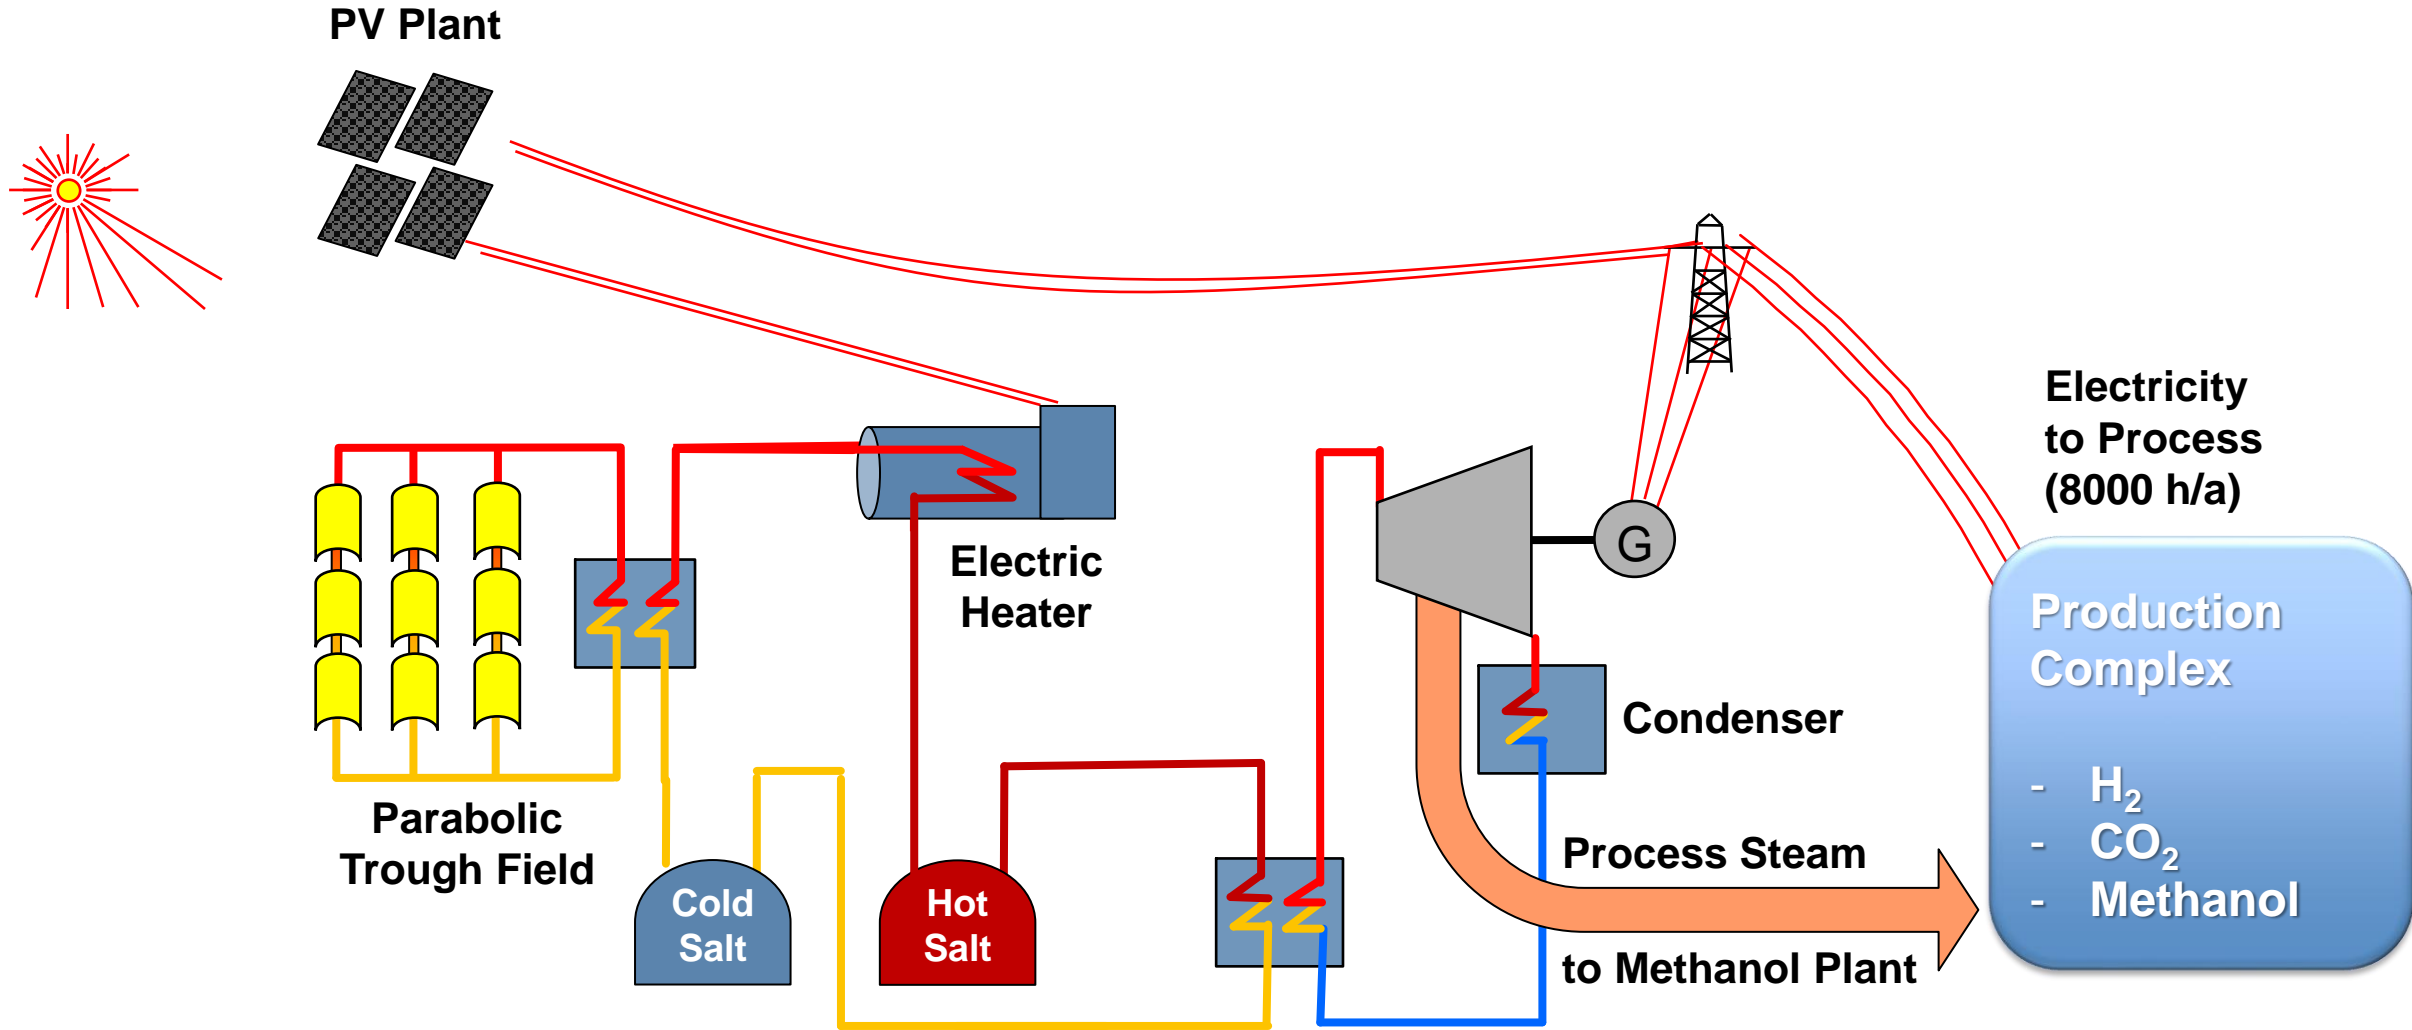 PV Plant
Electricity
to Process
(8000 h/a)
Electric
Heater
G
Production
Complex
Condenser
- H₂
- CO₂
- Methanol
Parabolic
Trough Field
Process Steam
to Methanol Plant
Cold
Salt
Hot
Salt